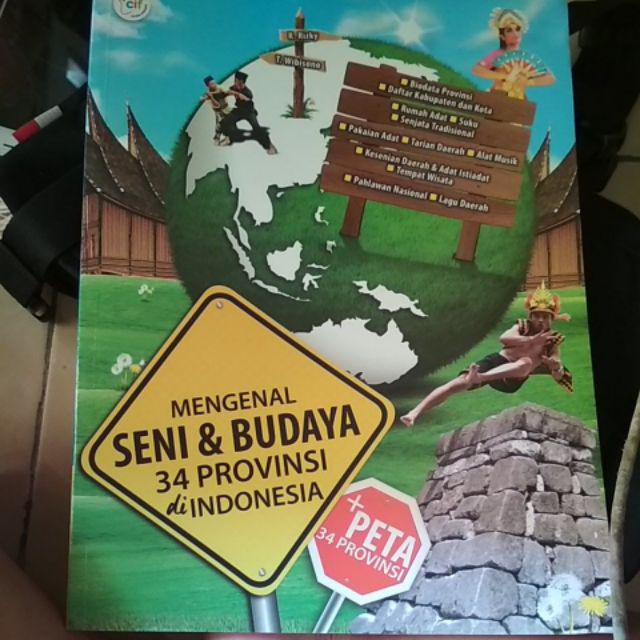 cif
R. Rizky
T. Wibisono
Biodata Provinsi
Daftar Kabupaten dan Kota
Rumah Adat Suku
Senjata Tradisional
Pakaian Adat Tarian Daerah Alat Musik
Kesenian Daerah & Adat Istiadat
Tempat Wisata
Pahlawan Nasional Lagu Daerah
MENGENAL
SENI & BUDAYA
34 PROVINSI
di INDONESIA
+
PETA
34 PROVINSI